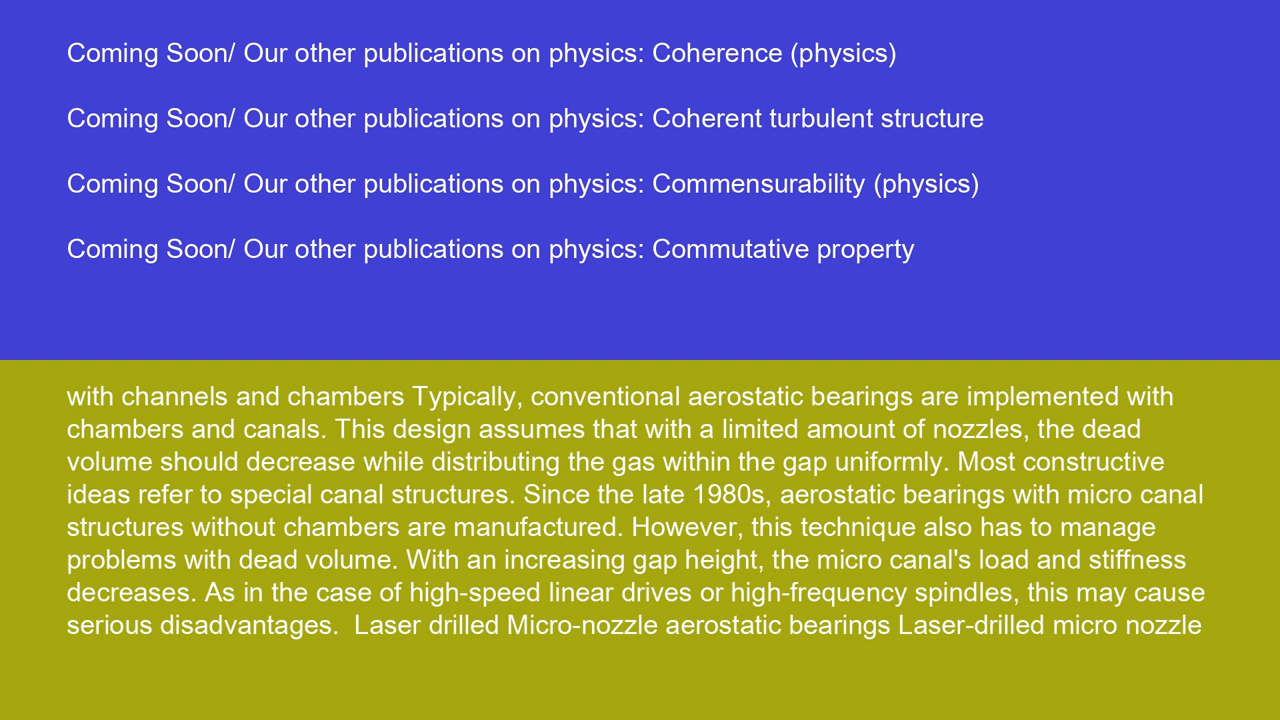 Coming Soon/ Our other publications on physics: Coherence (physics)
Coming Soon/ Our other publications on physics: Coherent turbulent structure
Coming Soon/ Our other publications on physics: Commensurability (physics)
Coming Soon/ Our other publications on physics: Commutative property
with channels and chambers Typically, conventional aerostatic bearings are implemented with
chambers and canals. This design assumes that with a limited amount of nozzles, the dead
volume should decrease while distributing the gas within the gap uniformly. Most constructive
ideas refer to special canal structures. Since the late 1980s, aerostatic bearings with micro canal
structures without chambers are manufactured. However, this technique also has to manage
problems with dead volume. With an increasing gap height, the micro canal's load and stiffness
decreases. As in the case of high-speed linear drives or high-frequency spindles, this may cause
serious disadvantages.  Laser drilled Micro-nozzle aerostatic bearings Laser-drilled micro nozzle